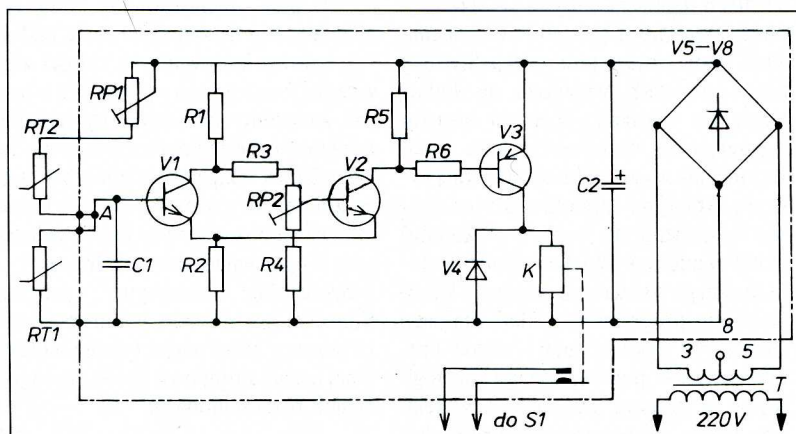 V5-V8
RP1
R1
R5
V3
RT2
R3
V2
R6
V1
RP2
C2 +
A
C1
R2
R4
V4
K
RT1
8
3 5
T
do S1
220V